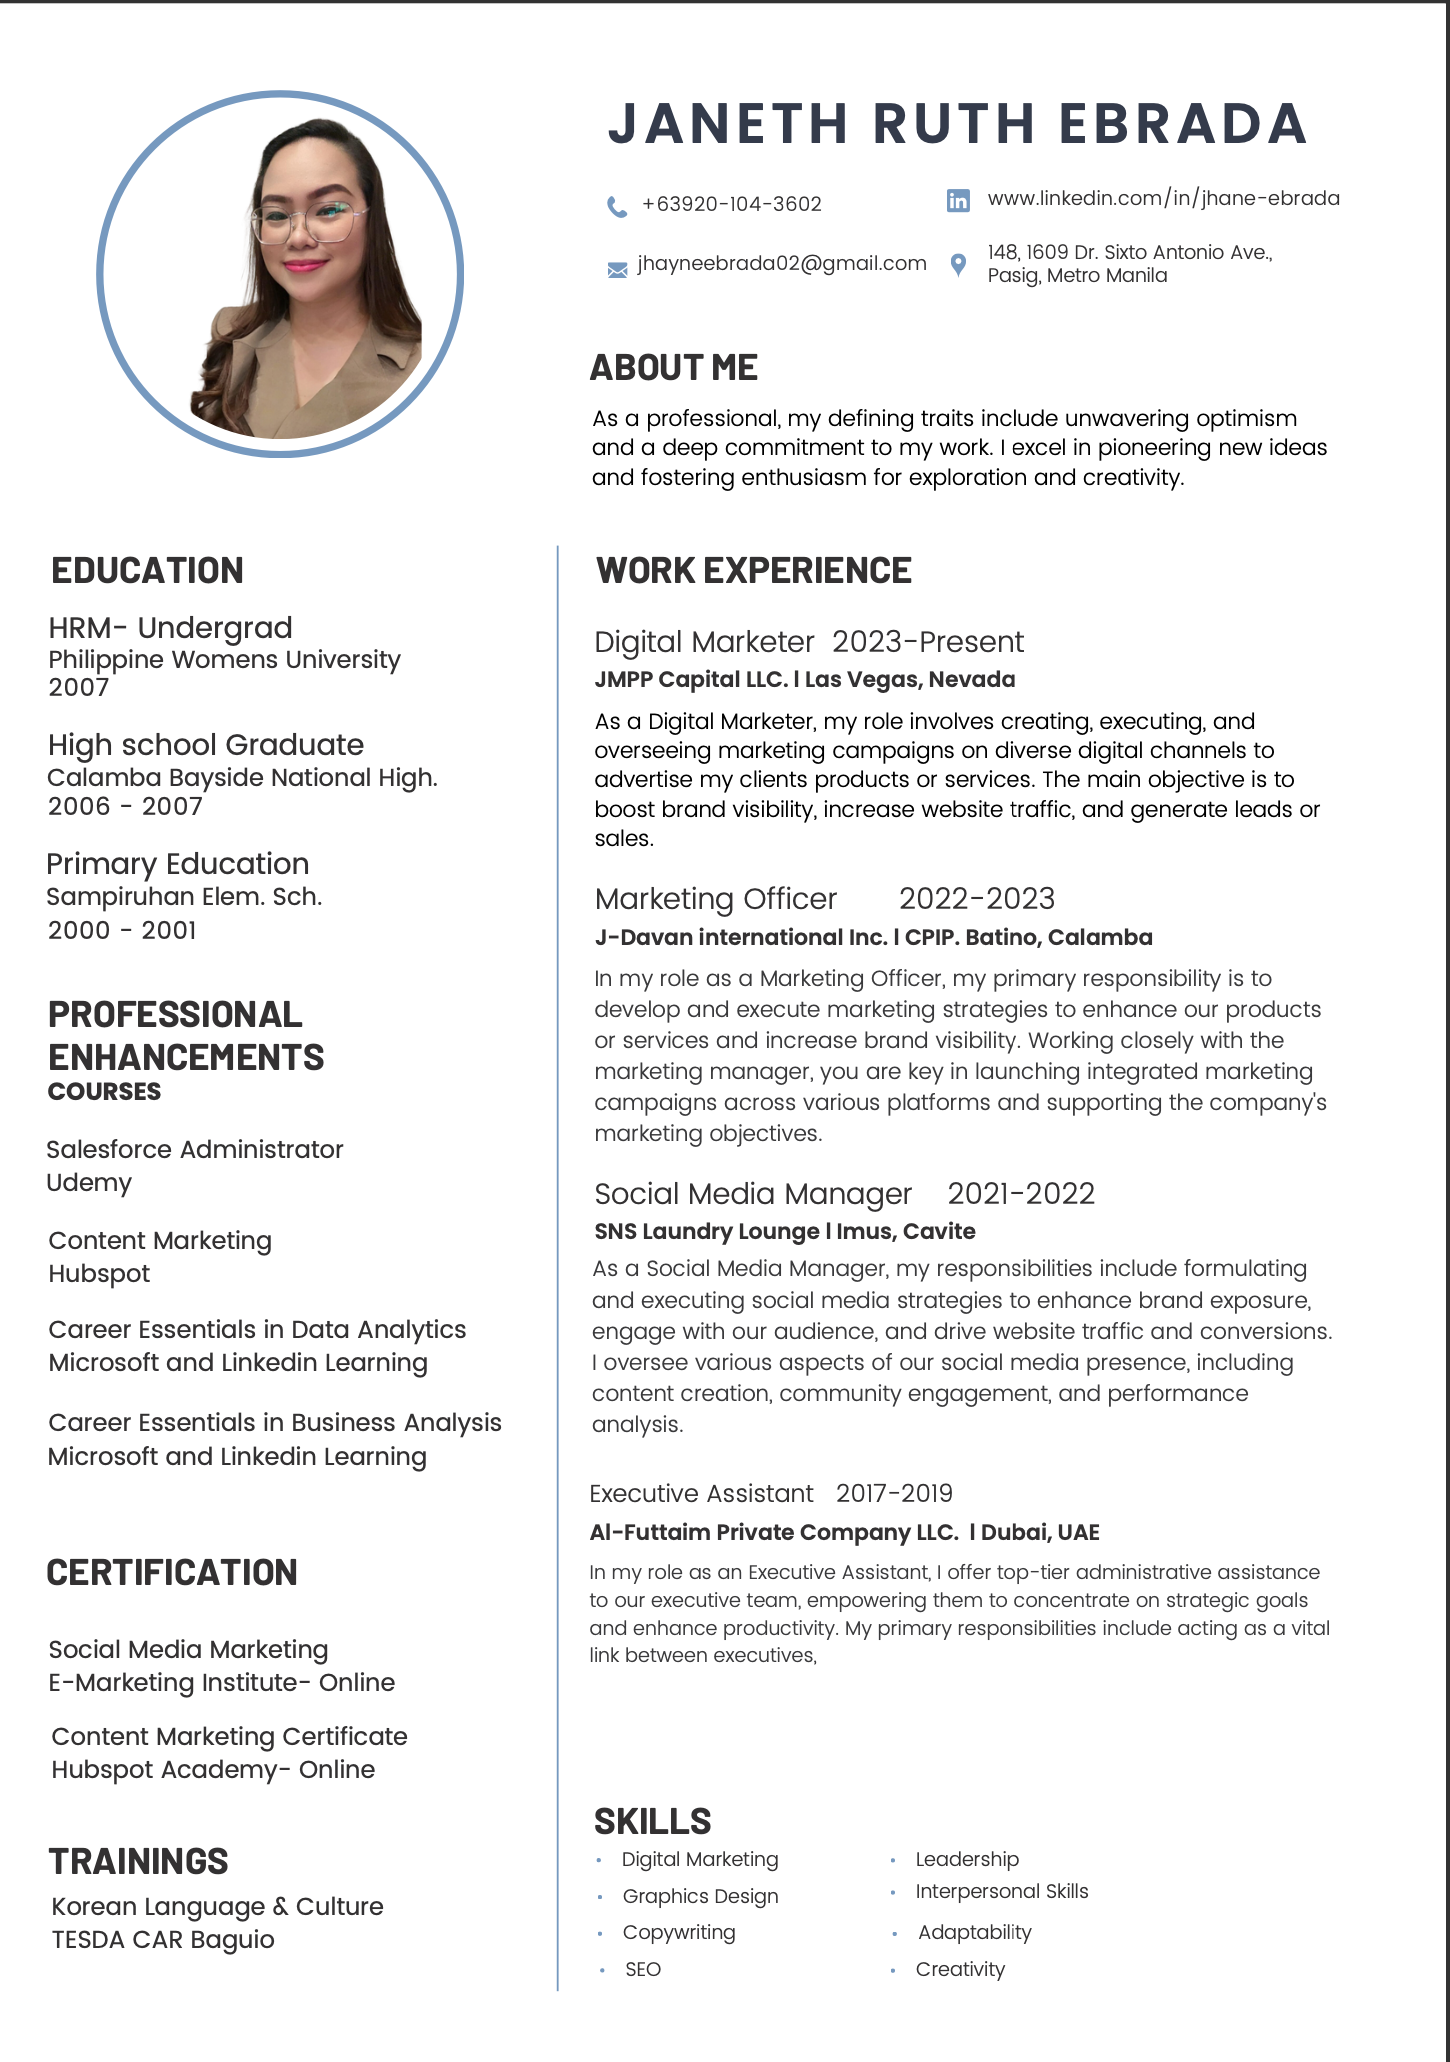 JANETH RUTH EBRADA
+63920-104-3602
www.linkedin.com/in/jhane-ebrada
jhayneebrada02@gmail.com
148, 1609 Dr. Sixto Antonio Ave.,
Pasig, Metro Manila
ABOUT ME
As a professional, my defining traits include unwavering optimism
and a deep commitment to my work. I excel in pioneering new ideas
and fostering enthusiasm for exploration and creativity.
EDUCATION
HRM- Undergrad
Philippine Womens University
2007
High school Graduate
Calamba Bayside National High.
2006 - 2007
Primary Education
Sampiruhan Elem. Sch.
2000 - 2001
PROFESSIONAL
ENHANCEMENTS
COURSES
Salesforce Administrator
Udemy
Content Marketing
Hubspot
Career Essentials in Data Analytics
Microsoft and Linkedin Learning
Career Essentials in Business Analysis
Microsoft and Linkedin Learning
CERTIFICATION
Social Media Marketing
E-Marketing Institute- Online
Content Marketing Certificate
Hubspot Academy- Online
TRAININGS
Korean Language & Culture
TESDA CAR Baguio
WORK EXPERIENCE
Digital Marketer 2023-Present
JMPP Capital LLC. l Las Vegas, Nevada
As a Digital Marketer, my role involves creating, executing, and
overseeing marketing campaigns on diverse digital channels to
advertise my clients products or services. The main objective is to
boost brand visibility, increase website traffic, and generate leads or
sales.
Marketing Officer 2022-2023
J-Davan international Inc. l CPIP. Batino, Calamba
In my role as a Marketing Officer, my primary responsibility is to
develop and execute marketing strategies to enhance our products
or services and increase brand visibility. Working closely with the
marketing manager, you are key in launching integrated marketing
campaigns across various platforms and supporting the company's
marketing objectives.
Social Media Manager 2021-2022
SNS Laundry Lounge l Imus, Cavite
As a Social Media Manager, my responsibilities include formulating
and executing social media strategies to enhance brand exposure,
engage with our audience, and drive website traffic and conversions.
I oversee various aspects of our social media presence, including
content creation, community engagement, and performance
analysis.
Executive Assistant 2017-2019
Al-Futtaim Private Company LLC. l Dubai, UAE
In my role as an Executive Assistant, I offer top-tier administrative assistance
to our executive team, empowering them to concentrate on strategic goals
and enhance productivity. My primary responsibilities include acting as a vital
link between executives,
SKILLS
• Digital Marketing
• Graphics Design
• Copywriting
• SEO
• Leadership
• Interpersonal Skills
• Adaptability
• Creativity